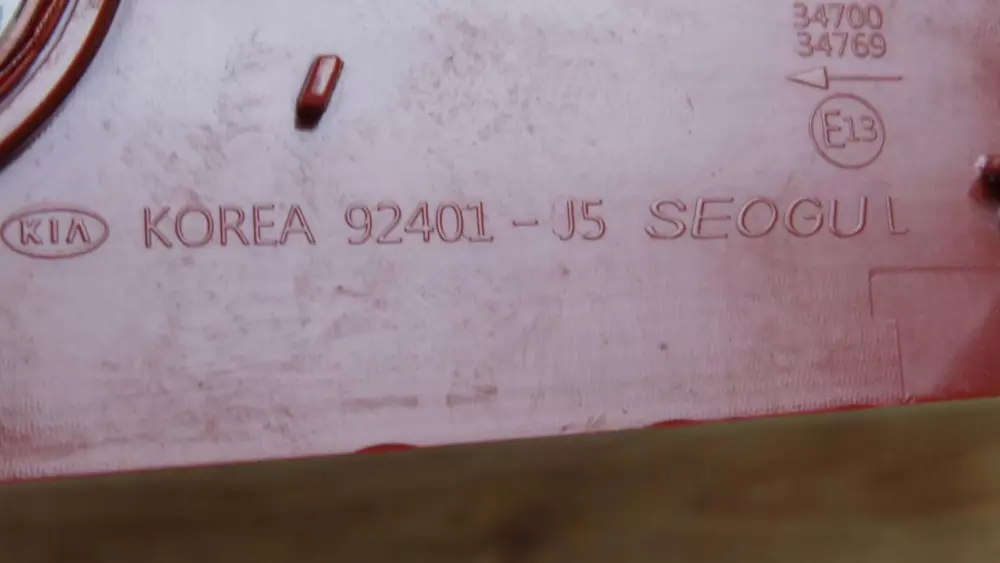 34700
34769
E13
KIA KOREA 92401-J5 SEOGU L